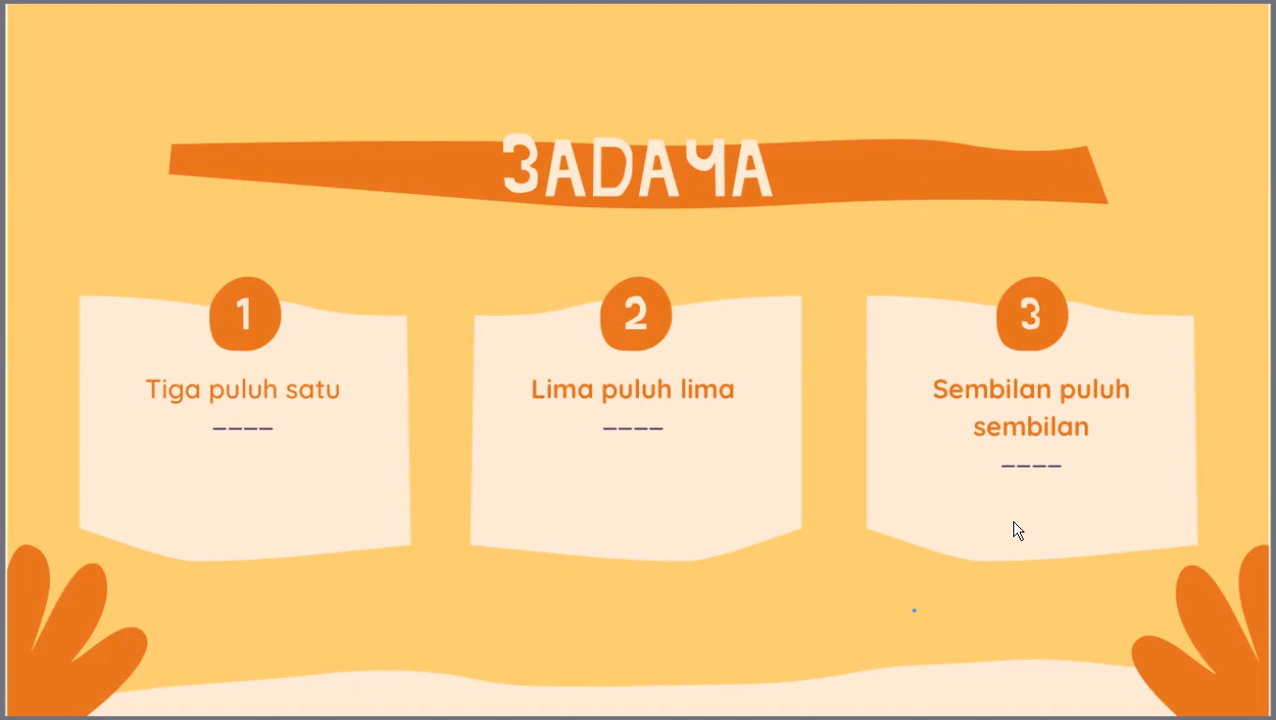 ЗАДАЧА
1
Tiga puluh satu
____
2
Lima puluh lima
____
3
Sembilan puluh
sembilan
____